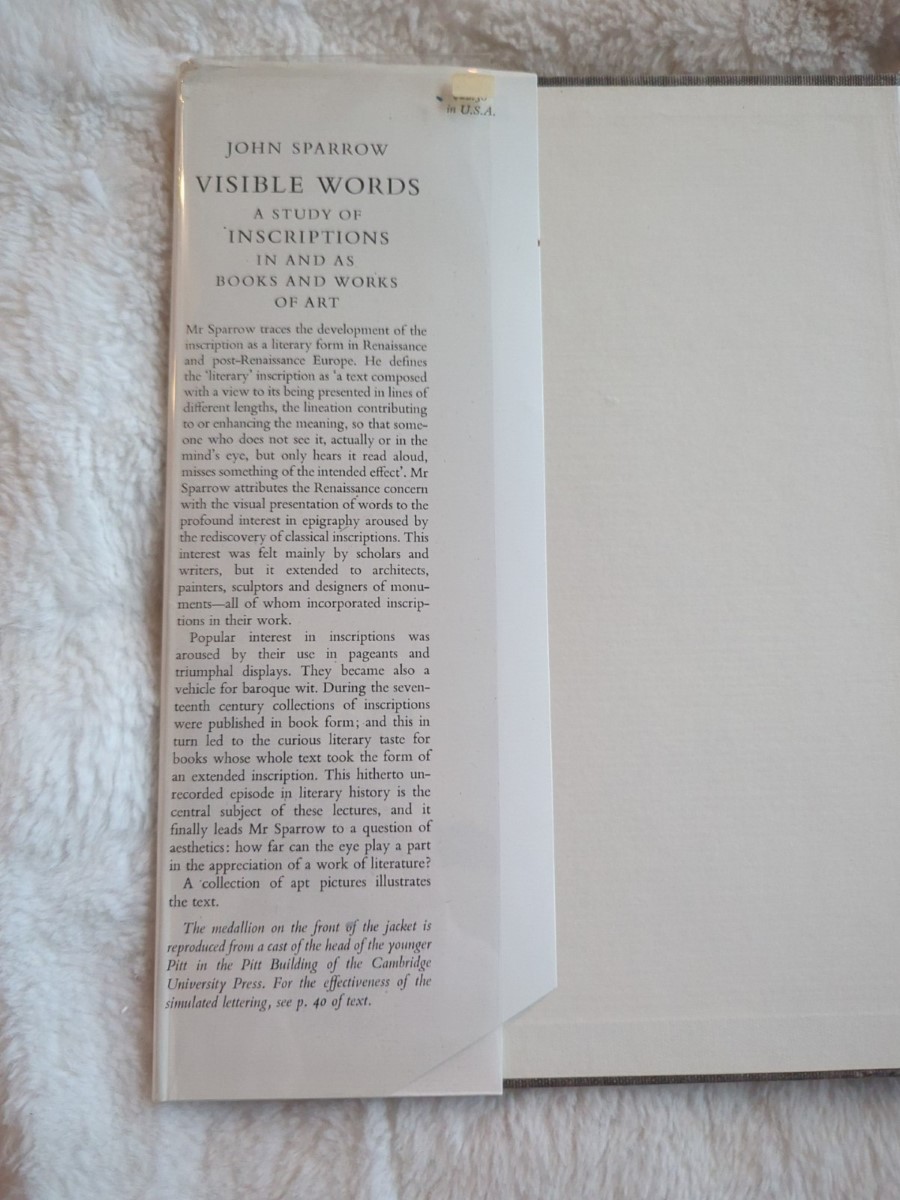 in U.S.A.
JOHN SPARROW
VISIBLE WORDS
A STUDY OF
INSCRIPTIONS
IN AND AS
BOOKS AND WORKS
OF ART
Mr Sparrow traces the development of the
inscription as a literary form in Renaissance
and post-Renaissance Europe. He defines
the 'literary' inscription as 'a text composed
with a view to its being presented in lines of
different lengths, the lineation contributing
to or enhancing the meaning, so that some-
one who does not see it, actually or in the
mind's eye, but only hears it read aloud,
misses something of the intended effect'. Mr
Sparrow attributes the Renaissance concern
with the visual presentation of words to the
profound interest in epigraphy aroused by
the rediscovery of classical inscriptions. This
interest was felt mainly by scholars and
writers, but it extended to architects,
painters, sculptors and designers of monu-
ments—all of whom incorporated inscrip-
tions in their work.
Popular interest in inscriptions was
aroused by their use in pageants and
triumphal displays. They became also a
vehicle for baroque wit. During the seven-
teenth century collections of inscriptions
were published in book form; and this in
turn led to the curious literary taste for
books whose whole text took the form of
an extended inscription. This hitherto un-
recorded episode in literary history is the
central subject of these lectures, and it
finally leads Mr Sparrow to a question of
aesthetics: how far can the eye play a part
in the appreciation of a work of literature?
A collection of apt pictures illustrates
the text.
The medallion on the front of the jacket is
reproduced from a cast of the head of the younger
Pitt in the Pitt Building of the Cambridge
University Press. For the effectiveness of the
simulated lettering, see p. 40 of text.